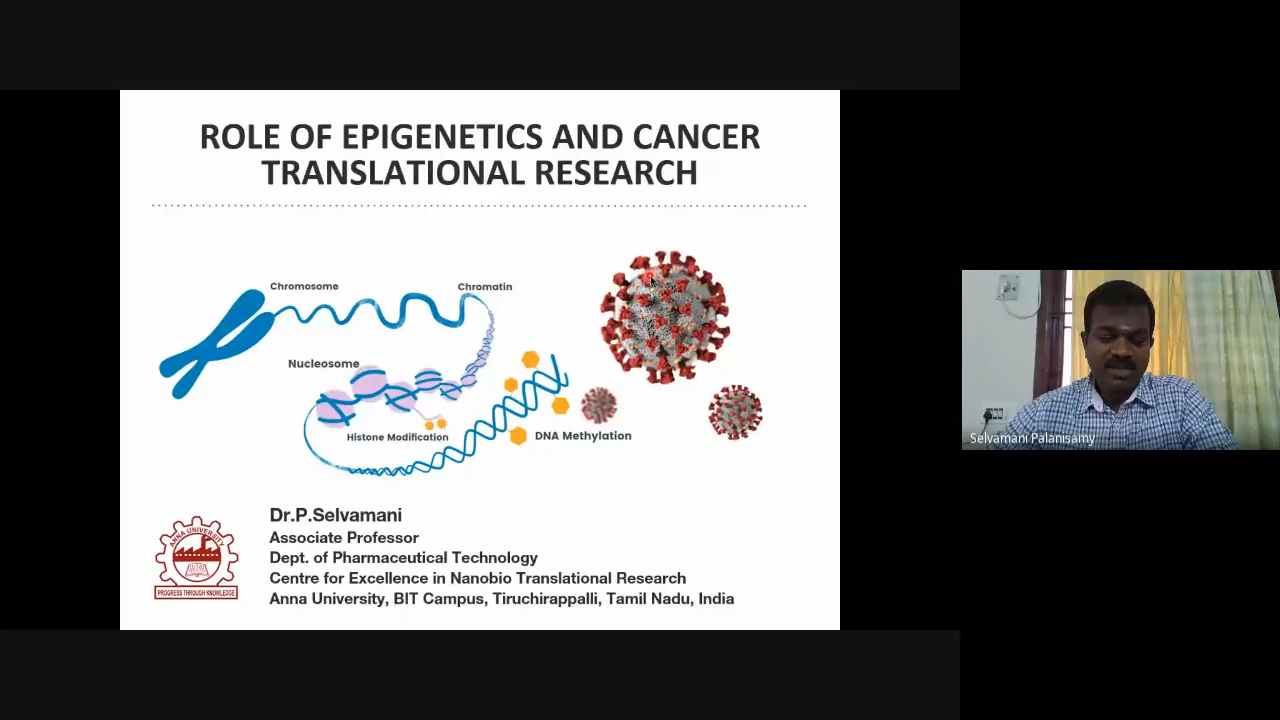 ROLE OF EPIGENETICS AND CANCER
TRANSLATIONAL RESEARCH
Chromosome
Chromatin
Nucleosome
Histone Modification
DNA Methylation
Dr.P.Selvamani
Associate Professor
Dept. of Pharmaceutical Technology
Centre for Excellence in Nanobio Translational Research
Anna University, BIT Campus, Tiruchirappalli, Tamil Nadu, India
ANNA UNIVERSITY
PROGRESS THROUGH KNOWLEDGE
Selvamani Palanisamy